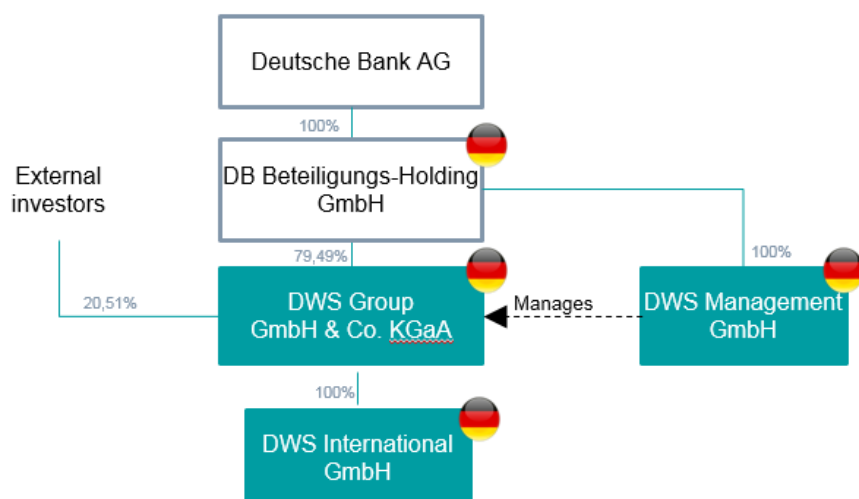 Deutsche Bank AG
100%
DB Beteiligungs-Holding
GmbH
External
investors
79,49%
100%
20,51%
DWS Group
GmbH & Co. KGaA
Manages
DWS Management
GmbH
100%
DWS International
GmbH